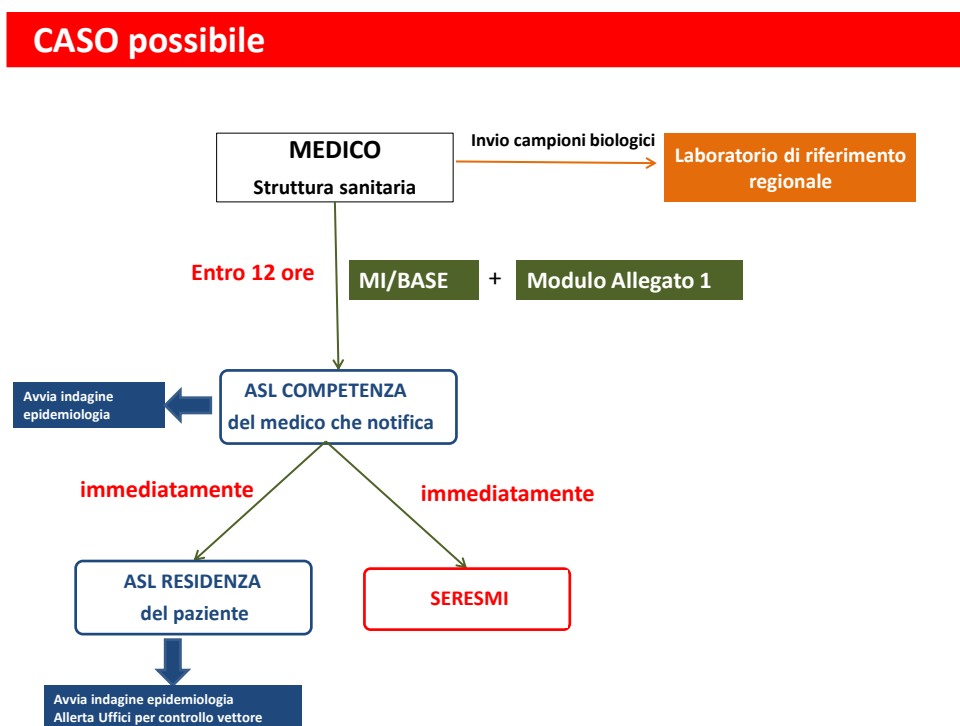 CASO possibile
MEDICO
Struttura sanitaria
Invio campioni biologici
Laboratorio di riferimento
regionale
Entro 12 ore
MI/BASE
+
Modulo Allegato 1
Avvia indagine
epidemiologia
ASL COMPETENZA
del medico che notifica
immediatamente
immediatamente
ASL RESIDENZA
del paziente
SERESMI
Avvia indagine epidemiologia
Allerta Uffici per controllo vettore